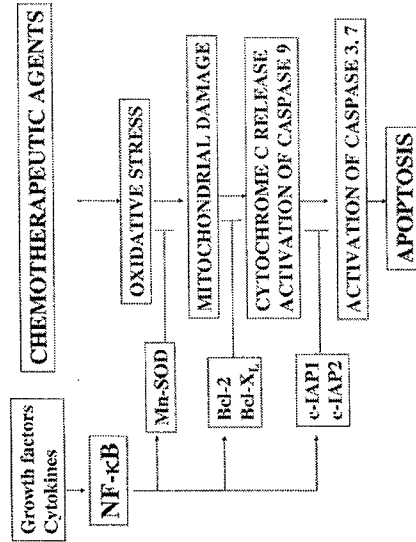 CHEMOTHERAPEUTIC AGENTS
Growth factors
Cytokines
NF-κB
OXIDATIVE STRESS
Mn-SOD
MITOCHONDRIAL DAMAGE
Bcl-2
Bcl-XL
CYTOCHROME C RELEASE
ACTIVATION OF CASPASE 9
c-IAP1
c-IAP2
ACTIVATION OF CASPASE 3, 7
APOPTOSIS